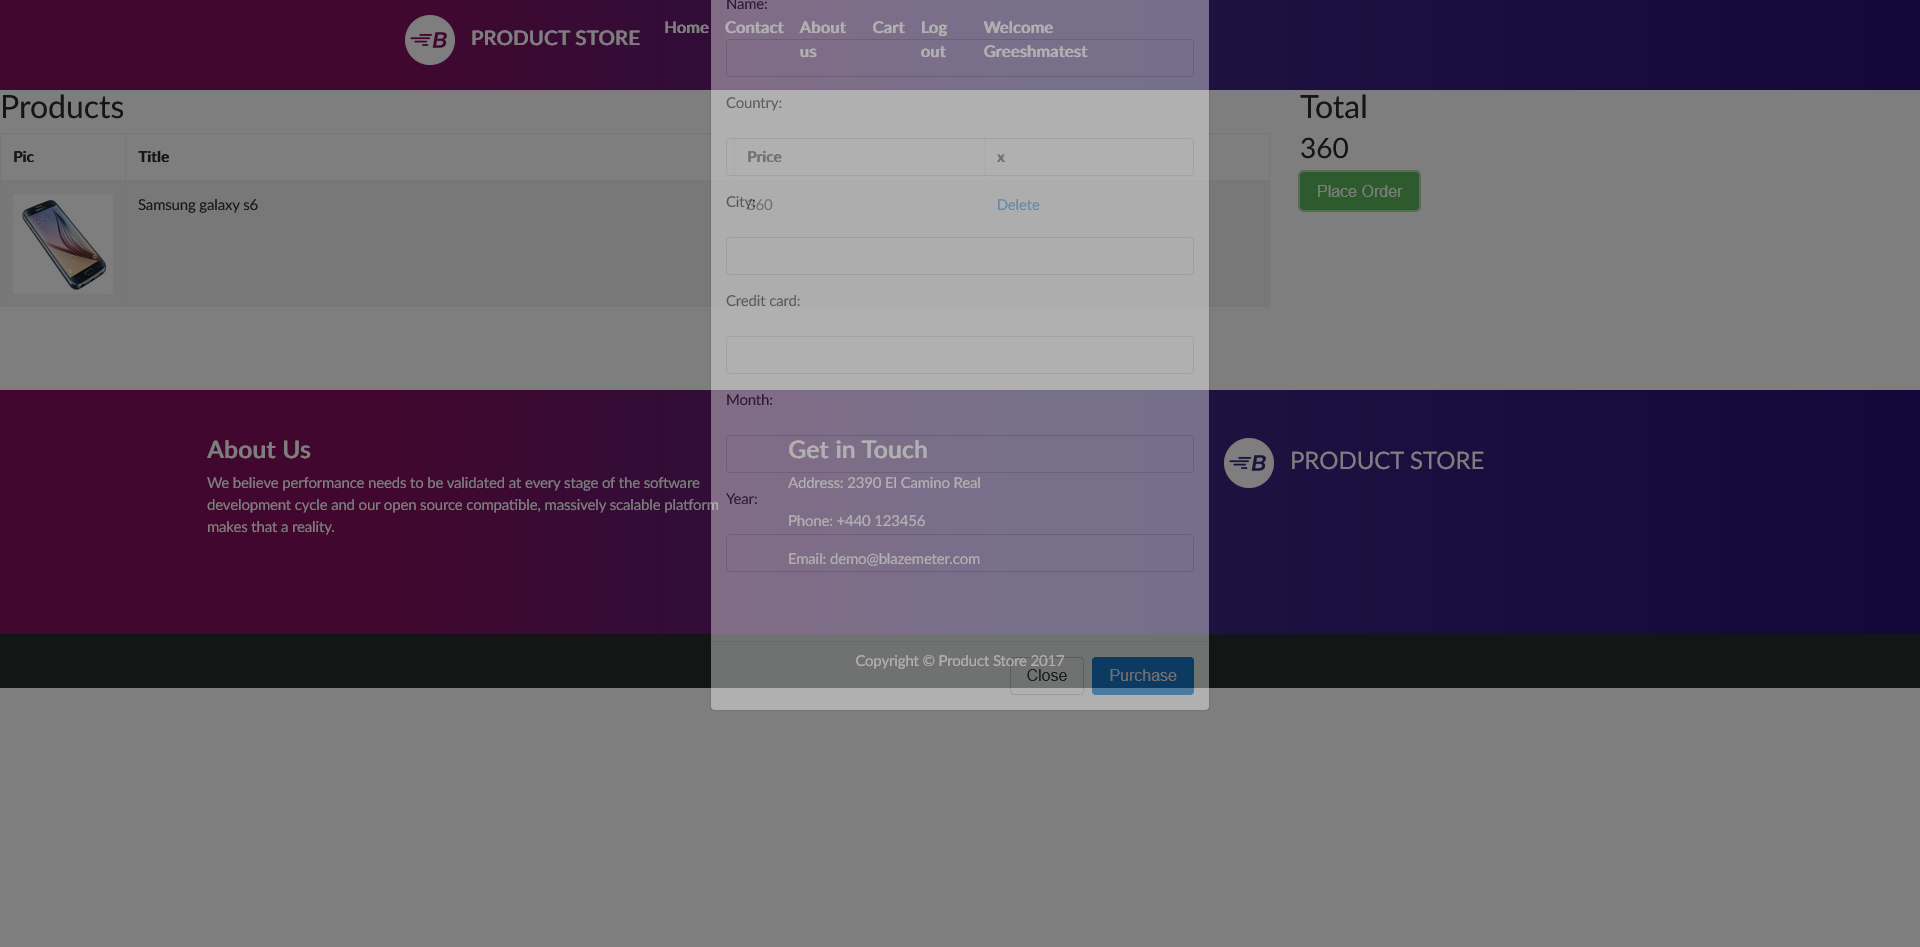 Name:
PRODUCT STORE
Home
Contact
About us
Cart
Log out
Welcome Greeshmatest
Products
Total
Country:
360
Pic
Title
Price
x
Place Order
Samsung galaxy s6
City:
360
Delete
Credit card:
Month:
About Us
We believe performance needs to be validated at every stage of the software
development cycle and our open source compatible, massively scalable platform
makes that a reality.
Get in Touch
Address: 2390 El Camino Real
Year:
Phone: +440 123456
Email: demo@blazemeter.com
B
PRODUCT STORE
Copyright © Product Store 2017
Close
Purchase